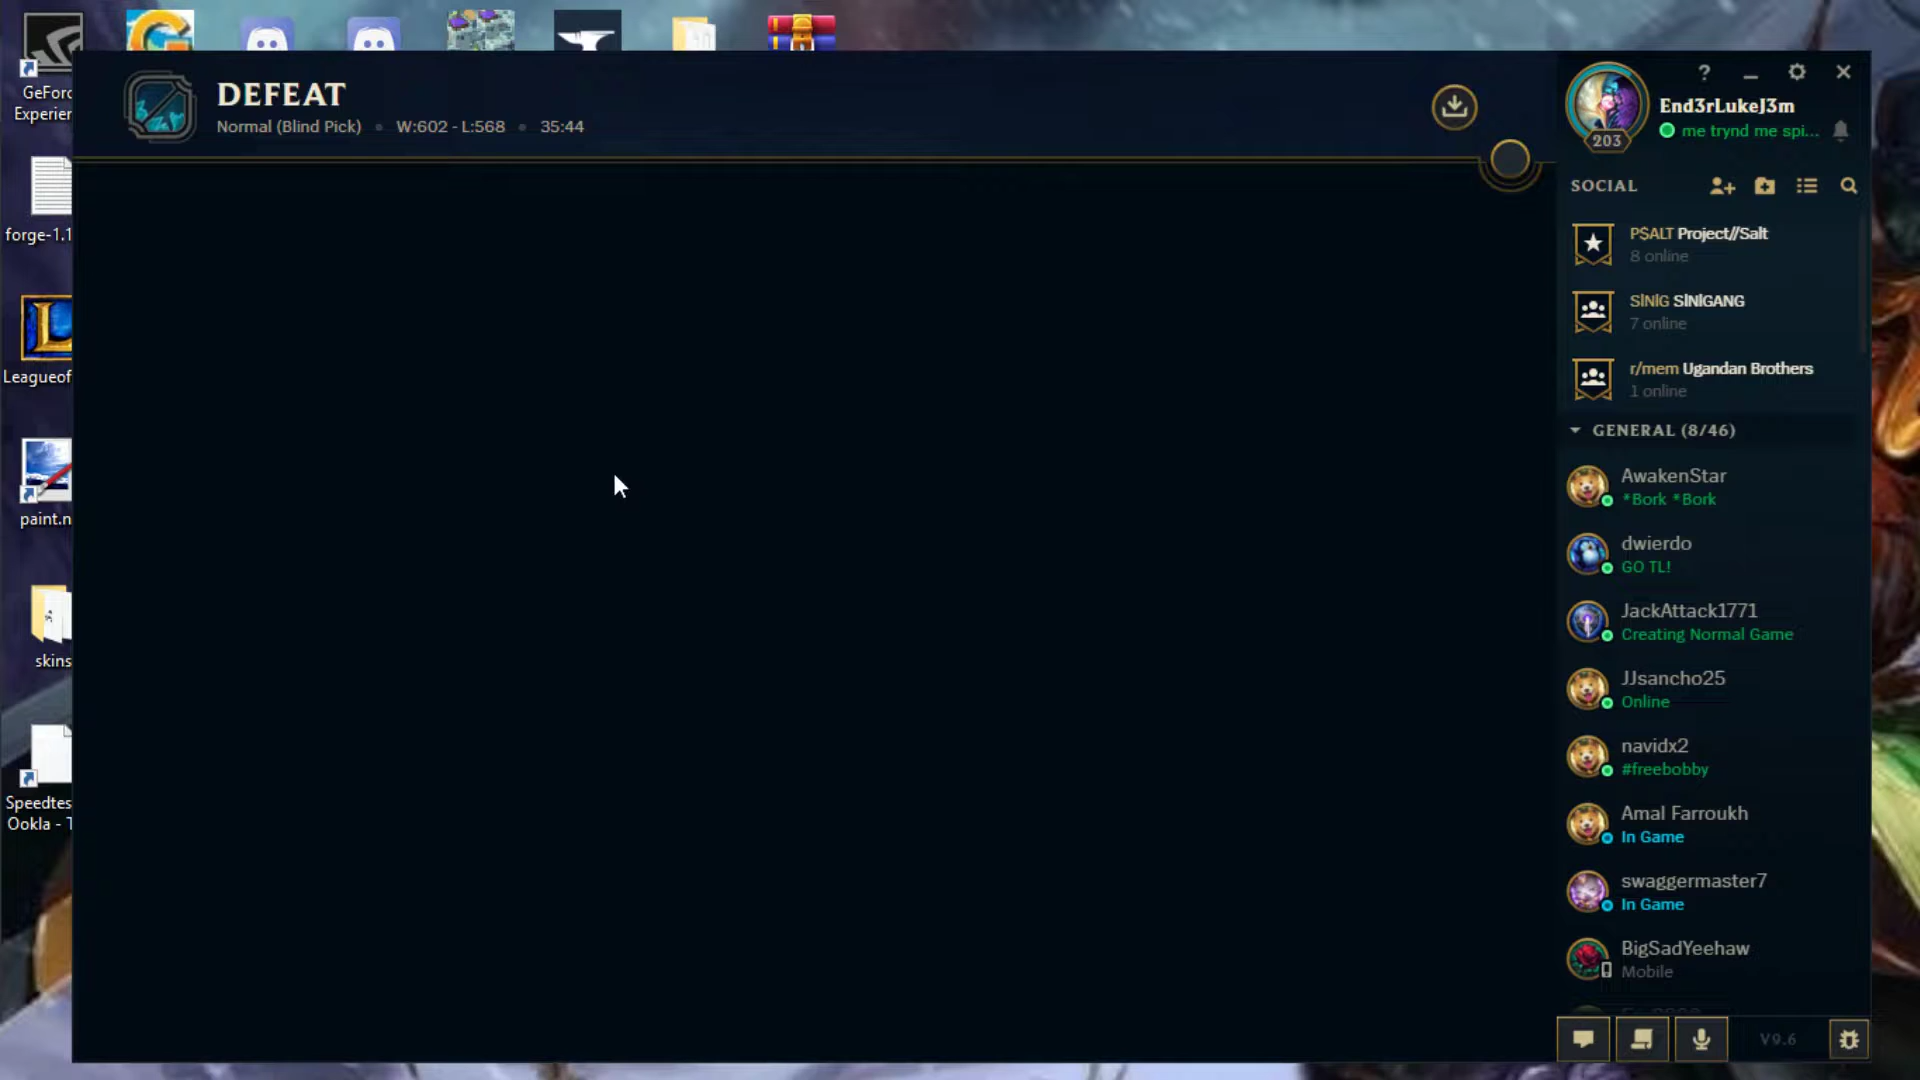 GeForc
Experier
forge-1.1
Leagueof
paint.n
skins
Speedtes
Ookla - T
DEFEAT
Normal (Blind Pick) • W:602 - L:568 • 35:44
?
End3rLukeJ3m
203
me trynd me spi...
SOCIAL
P$ALT Project//Salt
8 online
SINIG SINIGANG
7 online
r/mem Ugandan Brothers
1 online
GENERAL (8/46)
AwakenStar
*Bork *Bork
dwierdo
GO TL!
JackAttack1771
Creating Normal Game
JJsancho25
Online
navidx2
#freebobby
Amal Farroukh
In Game
swaggermaster7
In Game
BigSadYeehaw
Mobile
V9.6